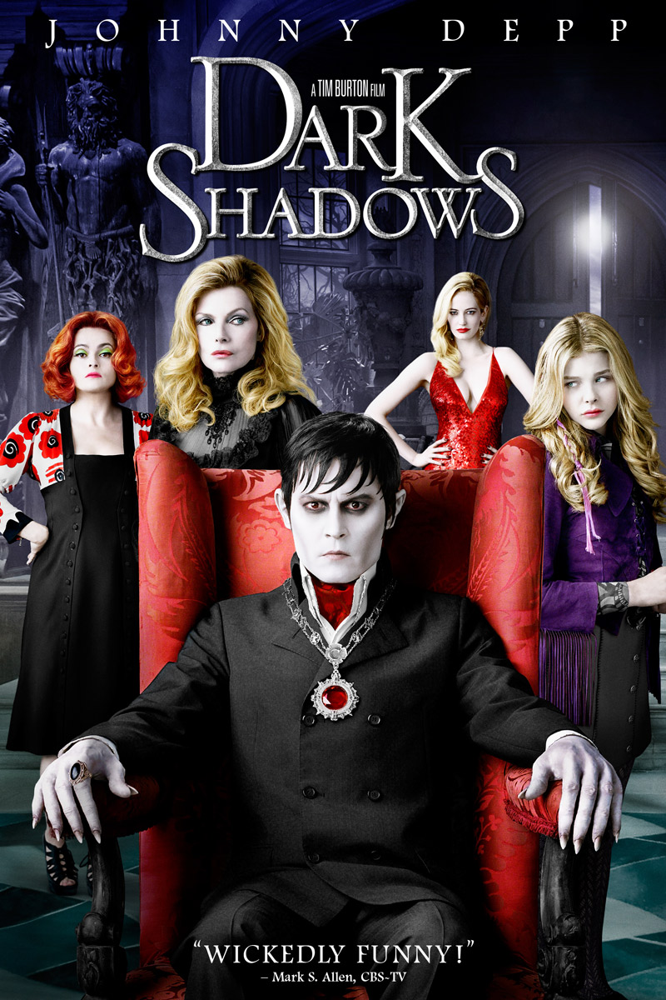 JOHNNY DEPP
A TIM BURTON FILM
DARK
SHADOWS
"WICKEDLY FUNNY!"
– Mark S. Allen, CBS-TV